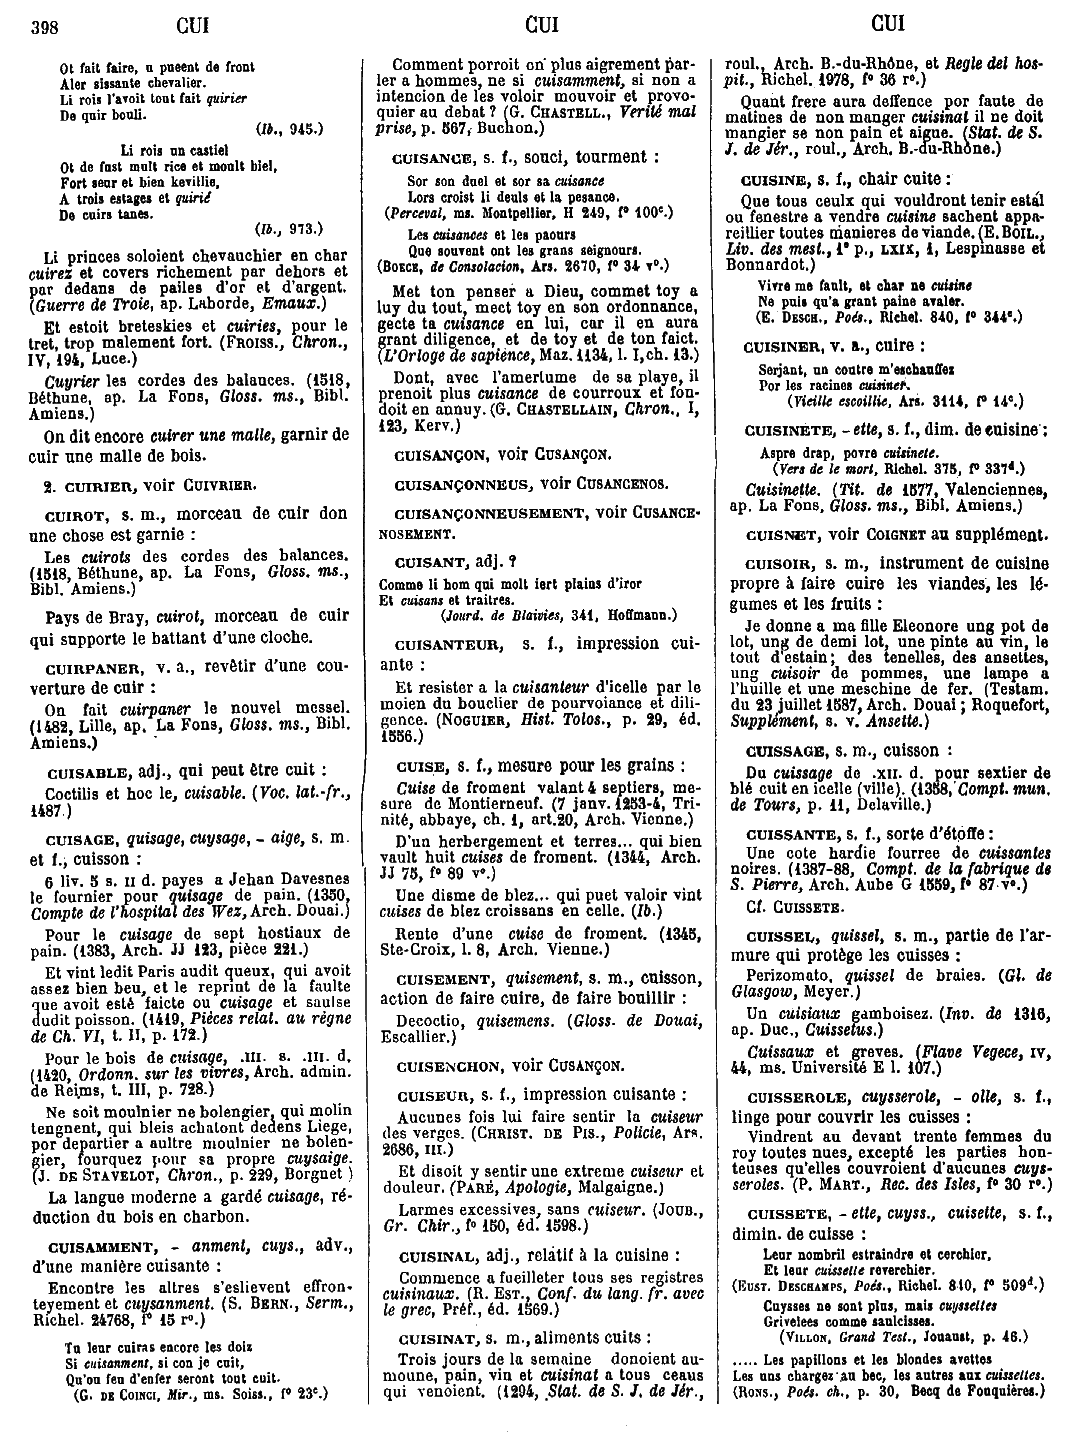 398 CUI CUI CUI
Ot fait faire, u pueent de front
Aler sissante chevalier.
Li rois l'avoit tout fait quirier
De quir bouli.
(Ib., 945.)
Li rois un castiel
Ot de fust mult rice et moult biel,
Fort seur et bien kevillie,
A trois estages et quirié
De cuirs tanes.
(Ib., 973.)
Li princes soloient chevauchier en char
cuirez et covers richement par dehors et
par dedans de pailes d'or et d'argent.
(Guerre de Troie, ap. Laborde, Emaux.)
Et estoit breteskies et cuiries, pour le
tret, trop malement fort. (FROISS., Chron.,
IV, 194, Luce.)
Cuyrier les cordes des balances. (1518,
Béthune, ap. La Fons, Gloss. ms., Bibl.
Amiens.)
On dit encore cuirer une malle, garnir de
cuir une malle de bois.
2. CUIRIER, voir CUIVRIER.
CUIROT, s. m., morceau de cuir don
une chose est garnie :
Les cuirots des cordes des balances.
(1518, Béthune, ap. La Fons, Gloss. ms.,
Bibl. Amiens.)
Pays de Bray, cuirot, morceau de cuir
qui supporte le battant d'une cloche.
CUIRPANER, v. a., revêtir d'une cou-
verture de cuir :
On fait cuirpaner le nouvel messel.
(1482, Lille, ap. La Fons, Gloss. ms., Bibl.
Amiens.)
CUISABLE, adj., qui peut être cuit :
Coctilis et hoc le, cuisable. (Voc. lat.-fr.,
1487.)
CUISAGE, quisage, cuysage, - aige, s. m.
et f., cuisson :
6 liv. 5 s. II d. payes a Jehan Davesnes
le fournier pour quisage de pain. (1350,
Compte de l'hospital des Wez, Arch. Douai.)
Pour le cuisage de sept hostiaux de
pain. (1383, Arch. JJ 123, pièce 221.)
Et vint ledit Paris audit queux, qui avoit
assez bien beu, et le reprint de la faulte
que avoit esté faicte ou cuisage et saulse
dudit poisson. (1419, Pièces relat. au règne
de Ch. VI, t. II, p. 172.)
Pour le bois de cuisage, .III. s. .III. d.
(1420, Ordonn. sur les vivres, Arch. admin.
de Reims, t. III, p. 728.)
Ne soit moulnier ne bolengier, qui molin
tengnent, qui bleis achatont dedens Liege,
por departier a aultre moulnier ne bolen-
gier, fourquez pour sa propre cuysaige.
(J. DE STAVELOT, Chron., p. 229, Borgnet )
La langue moderne a gardé cuisage, ré-
duction du bois en charbon.
CUISAMMENT, - anment, cuys., adv.,
d'une manière cuisante :
Encontre les altres s'eslievent effron-
teyement et cuysanment. (S. BERN., Serm.,
Richel. 24768, f° 15 r°.)
Tu leur cuiras encore les doiz
Si cuisanment, si con je cuit,
Qu'ou feu d'enfer seront tout cuit.
(G. DE COINCI, Mir., ms. Soiss., f° 23c.)
Comment porroit on plus aigrement par-
ler a hommes, ne si cuisamment, si non a
intencion de les voloir mouvoir et provo-
quier au debat ? (G. CHASTELL., Verité mal
prise, p. 567, Buchon.)
CUISANCE, s. f., souci, tourment :
Sor son duel et sor sa cuisance
Lors croist li deuls et la pesance.
(Perceval, ms. Montpellier, H 249, f° 100c.)
Les cuisances et les paours
Que souvent ont les grans seignours.
(BOECE, de Consolacion, Ars. 2670, f° 34 v°.)
Met ton penser a Dieu, commet toy a
luy du tout, mect toy en son ordonnance,
gecte ta cuisance en lui, car il en aura
grant diligence, et de toy et de ton faict.
(L'Orloge de sapience, Maz. 1134, l. I, ch. 13.)
Dont, avec l'amertume de sa playe, il
prenoit plus cuisance de courroux et fon-
doit en annuy. (G. CHASTELLAIN, Chron., I,
123, Kerv.)
CUISANÇON, voir CUSANÇON.
CUISANÇONNEUS, voir CUSANCENOS.
CUISANÇONNEUSEMENT, voir CUSANCE-
NOSEMENT.
CUISANT, adj. ?
Comme li hom qui molt iert plains d'iror
Et cuisans et traitres.
(Jourd. de Blaivies, 341, Hoffmann.)
CUISANTEUR, s. f., impression cui-
ante :
Et resister a la cuisanteur d'icelle par le
moien du bouclier de pourvoiance et dili-
gence. (NOGUIER, Hist. Tolos., p. 29, éd.
1556.)
CUISE, s. f., mesure pour les grains :
Cuise de froment valant 4 septiers, me-
sure de Montierneuf. (7 janv. 1253-4, Tri-
nité, abbaye, ch. 1, art. 20, Arch. Vienne.)
D'un herbergement et terres... qui bien
vault huit cuises de froment. (1344, Arch.
JJ 75, f° 89 v°.)
Une disme de blez... qui puet valoir vint
cuises de blez croissans en celle. (Ib.)
Rente d'une cuise de froment. (1345,
Ste-Croix, l. 8, Arch. Vienne.)
CUISEMENT, quisement, s. m., cuisson,
action de faire cuire, de faire bouillir :
Decoctio, quisemens. (Gloss. de Douai,
Escallier.)
CUISENCHON, voir CUSANÇON.
CUISEUR, s. f., impression cuisante :
Aucunes fois lui faire sentir la cuiseur
des verges. (CHRIST. DE PIS., Policie, Ars.
2686, III.)
Et disoit y sentir une extreme cuiseur et
douleur. (PARÉ, Apologie, Malgaigne.)
Larmes excessives, sans cuiseur. (JOUB.,
Gr. Chir., f° 150, éd. 1598.)
CUISINAL, adj., relatif à la cuisine :
Commence a fueilleter tous ses registres
cuisinaux. (R. EST., Conf. du lang. fr. avec
le grec, Préf., éd. 1569.)
CUISINAT, s. m., aliments cuits :
Trois jours de la semaine donoient au-
moune, pain, vin et cuisinat a tous ceaus
qui venoient. (1294, Stat. de S. J. de Jér.,
roul., Arch. B.-du-Rhône, et Regle del hos-
pit., Richel. 1978, f° 36 r°.)
Quant frere aura deffence por faute de
matines de non manger cuisinat il ne doit
mangier se non pain et aigue. (Stat. de S.
J. de Jér., roul., Arch. B.-du-Rhône.)
CUISINE, s. f., chair cuite :
Que tous ceulx qui vouldront tenir estal
ou fenestre a vendre cuisine sachent appa-
reillier toutes manieres de viande. (E. BOIL.,
Liv. des mest., 1° p., LXIX, 1, Lespinasse et
Bonnardot.)
Vivre me fault, et char ne cuisine
Ne puis qu'a grant paine avaler.
(E. DESCH., Poés., Richel. 840, f° 344c.)
CUISINER, v. a., cuire :
Serjant, un coutre m'eschauffez
Por les racines cuisiner.
(Vieille escoillie, Ars. 3114, f° 14c.)
CUISINETE, - ette, s. f., dim. de cuisine :
Aspre drap, povre cuisinete.
(Vers de le mort, Richel. 375, f° 337d.)
Cuisinette. (Tit. de 1577, Valenciennes,
ap. La Fons, Gloss. ms., Bibl. Amiens.)
CUISNET, voir COIGNET au supplément.
CUISOIR, s. m., instrument de cuisine
propre à faire cuire les viandes, les lé-
gumes et les fruits :
Je donne a ma fille Eleonore ung pot de
lot, ung de demi lot, une pinte au vin, le
tout d'estain; des tenelles, des ansettes,
ung cuisoir de pommes, une lampe a
l'huille et une meschine de fer. (Testam.
du 23 juillet 1587, Arch. Douai ; Roquefort,
Supplément, s. v. Ansette.)
CUISSAGE, s. m., cuisson :
Du cuissage de .XII. d. pour sextier de
blé cuit en icelle (ville). (1358, Compt. mun.
de Tours, p. 11, Delaville.)
CUISSANTE, s. f., sorte d'étoffe :
Une cote hardie fourree de cuissantes
noires. (1387-88, Compt. de la fabrique de
S. Pierre, Arch. Aube G 1559, f° 87 v°.)
Cf. CUISSETE.
CUISSEL, quissel, s. m., partie de l'ar-
mure qui protège les cuisses :
Perizomato, quissel de braies. (Gl. de
Glasgow, Meyer.)
Un cuisiaux gamboisez. (Inv. de 1316,
ap. Duc., Cuissetus.)
Cuissaux et greves. (Flave Vegece, IV,
44, ms. Université E l. 107.)
CUISSEROLE, cuysserole, - olle, s. f.,
linge pour couvrir les cuisses :
Vindrent au devant trente femmes du
roy toutes nues, excepté les parties hon-
teuses qu'elles couvroient d'aucunes cuys-
seroles. (P. MART., Rec. des Isles, f° 30 r°.)
CUISSETE, - ette, cuyss., cuisette, s. f.,
dimin. de cuisse :
Leur nombril estraindre et cerchier,
Et leur cuissette reverchier.
(EUST. DESCHAMPS, Poés., Richel. 840, f° 509d.)
Cuysses ne sont plus, mais cuyssettes
Grivelees comme saulcisses.
(VILLON, Grand Test., Jouaust, p. 46.)
..... Les papillons et les blondes avettes
Les uns chargez au bec, les autres aux cuissettes.
(RONS., Poés. ch., p. 30, Becq de Fouquières.)